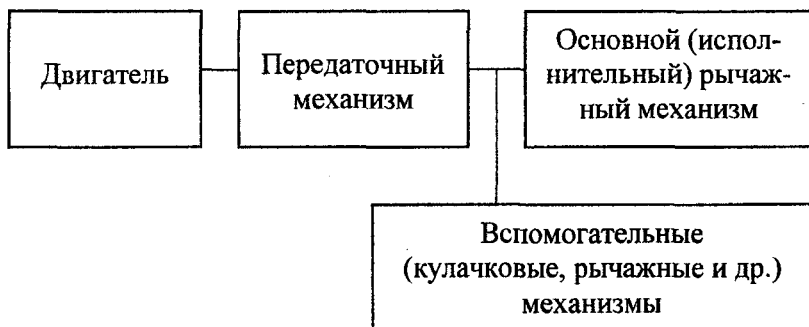 Двигатель
Передаточный
механизм
Основной (испол-
нительный) рычаж-
ный механизм
Вспомогательные
(кулачковые, рычажные и др.)
механизмы